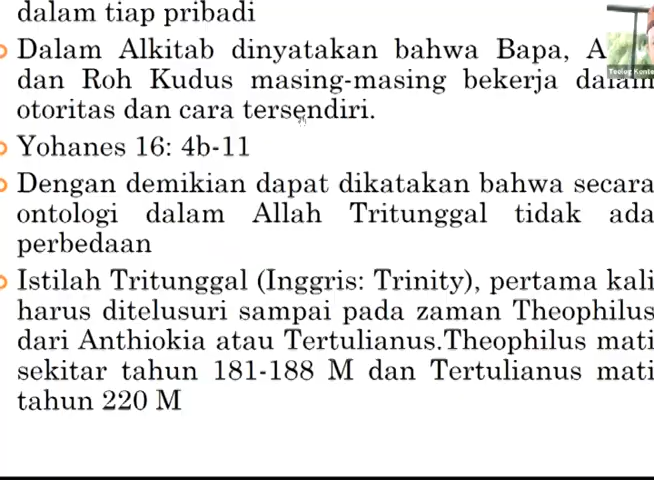 dalam tiap pribadi
Dalam Alkitab dinyatakan bahwa Bapa, A
dan Roh Kudus masing-masing bekerja dalam
otoritas dan cara tersendiri.
Yohanes 16: 4b-11
Dengan demikian dapat dikatakan bahwa secara
ontologi dalam Allah Tritunggal tidak ada
perbedaan
Istilah Tritunggal (Inggris: Trinity), pertama kali
harus ditelusuri sampai pada zaman Theophilus
dari Anthiokia atau Tertulianus.Theophilus mati
sekitar tahun 181-188 M dan Tertulianus mati
tahun 220 M